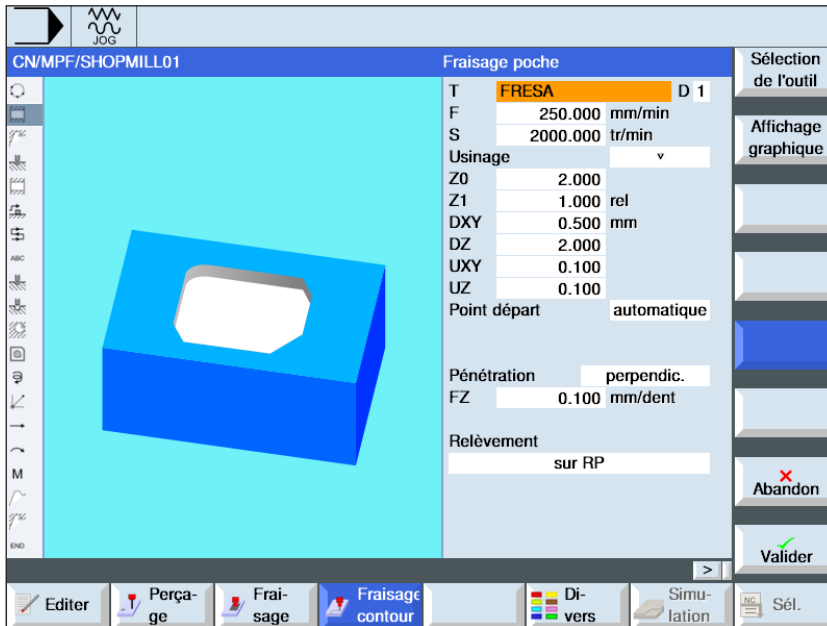 JOG
CN/MPF/SHOPMILL01
Fraisage poche
T FRESA D 1
F 250.000 mm/min
S 2000.000 tr/min
Usinage ▿
Z0 2.000
Z1 1.000 rel
DXY 0.500 mm
DZ 2.000
UXY 0.100
UZ 0.100
Point départ automatique
Pénétration perpendic.
FZ 0.100 mm/dent
Relèvement
sur RP
ABC
M
END
Sélection
de l'outil
Affichage
graphique
Abandon
Valider
>
Editer
Perça-
ge
Frai-
sage
Fraisage
contour
Di-
vers
Simu-
lation
NC
Sél.